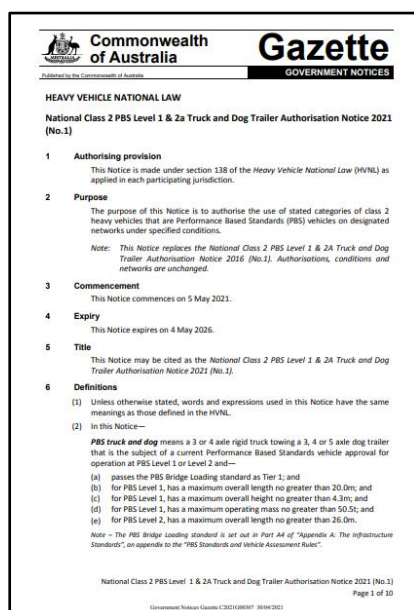 Commonwealth
of Australia
Gazette
Published by the Commonwealth of Australia
GOVERNMENT NOTICES
HEAVY VEHICLE NATIONAL LAW
National Class 2 PBS Level 1 & 2a Truck and Dog Trailer Authorisation Notice 2021
(No.1)
1 Authorising provision
This Notice is made under section 138 of the Heavy Vehicle National Law (HVNL) as
applied in each participating jurisdiction.
2 Purpose
The purpose of this Notice is to authorise the use of stated categories of class 2
heavy vehicles that are Performance Based Standards (PBS) vehicles on designated
networks under specified conditions.
Note: This Notice replaces the National Class 2 PBS Level 1 & 2A Truck and Dog
Trailer Authorisation Notice 2016 (No.1). Authorisations, conditions and
networks are unchanged.
3 Commencement
This Notice commences on 5 May 2021.
4 Expiry
This Notice expires on 4 May 2026.
5 Title
This Notice may be cited as the National Class 2 PBS Level 1 & 2A Truck and Dog
Trailer Authorisation Notice 2021 (No.1).
6 Definitions
(1) Unless otherwise stated, words and expressions used in this Notice have the same
meanings as those defined in the HVNL.
(2) In this Notice—
PBS truck and dog means a 3 or 4 axle rigid truck towing a 3, 4 or 5 axle dog trailer
that is the subject of a current Performance Based Standards vehicle approval for
operation at PBS Level 1 or Level 2 and—
(a) passes the PBS Bridge Loading standard as Tier 1; and
(b) for PBS Level 1, has a maximum overall length no greater than 20.0m; and
(c) for PBS Level 1, has a maximum overall height no greater than 4.3m; and
(d) for PBS Level 1, has a maximum operating mass no greater than 50.5t; and
(e) for PBS Level 2, has a maximum overall length no greater than 26.0m.
Note – The PBS Bridge Loading standard is set out in Part A4 of "Appendix A: The Infrastructure
Standards", an appendix to the "PBS Standards and Vehicle Assessment Rules".
National Class 2 PBS Level 1 & 2A Truck and Dog Trailer Authorisation Notice 2021 (No.1)
Page 1 of 10
Government Notices Gazette C2021G00307 30/04/2021